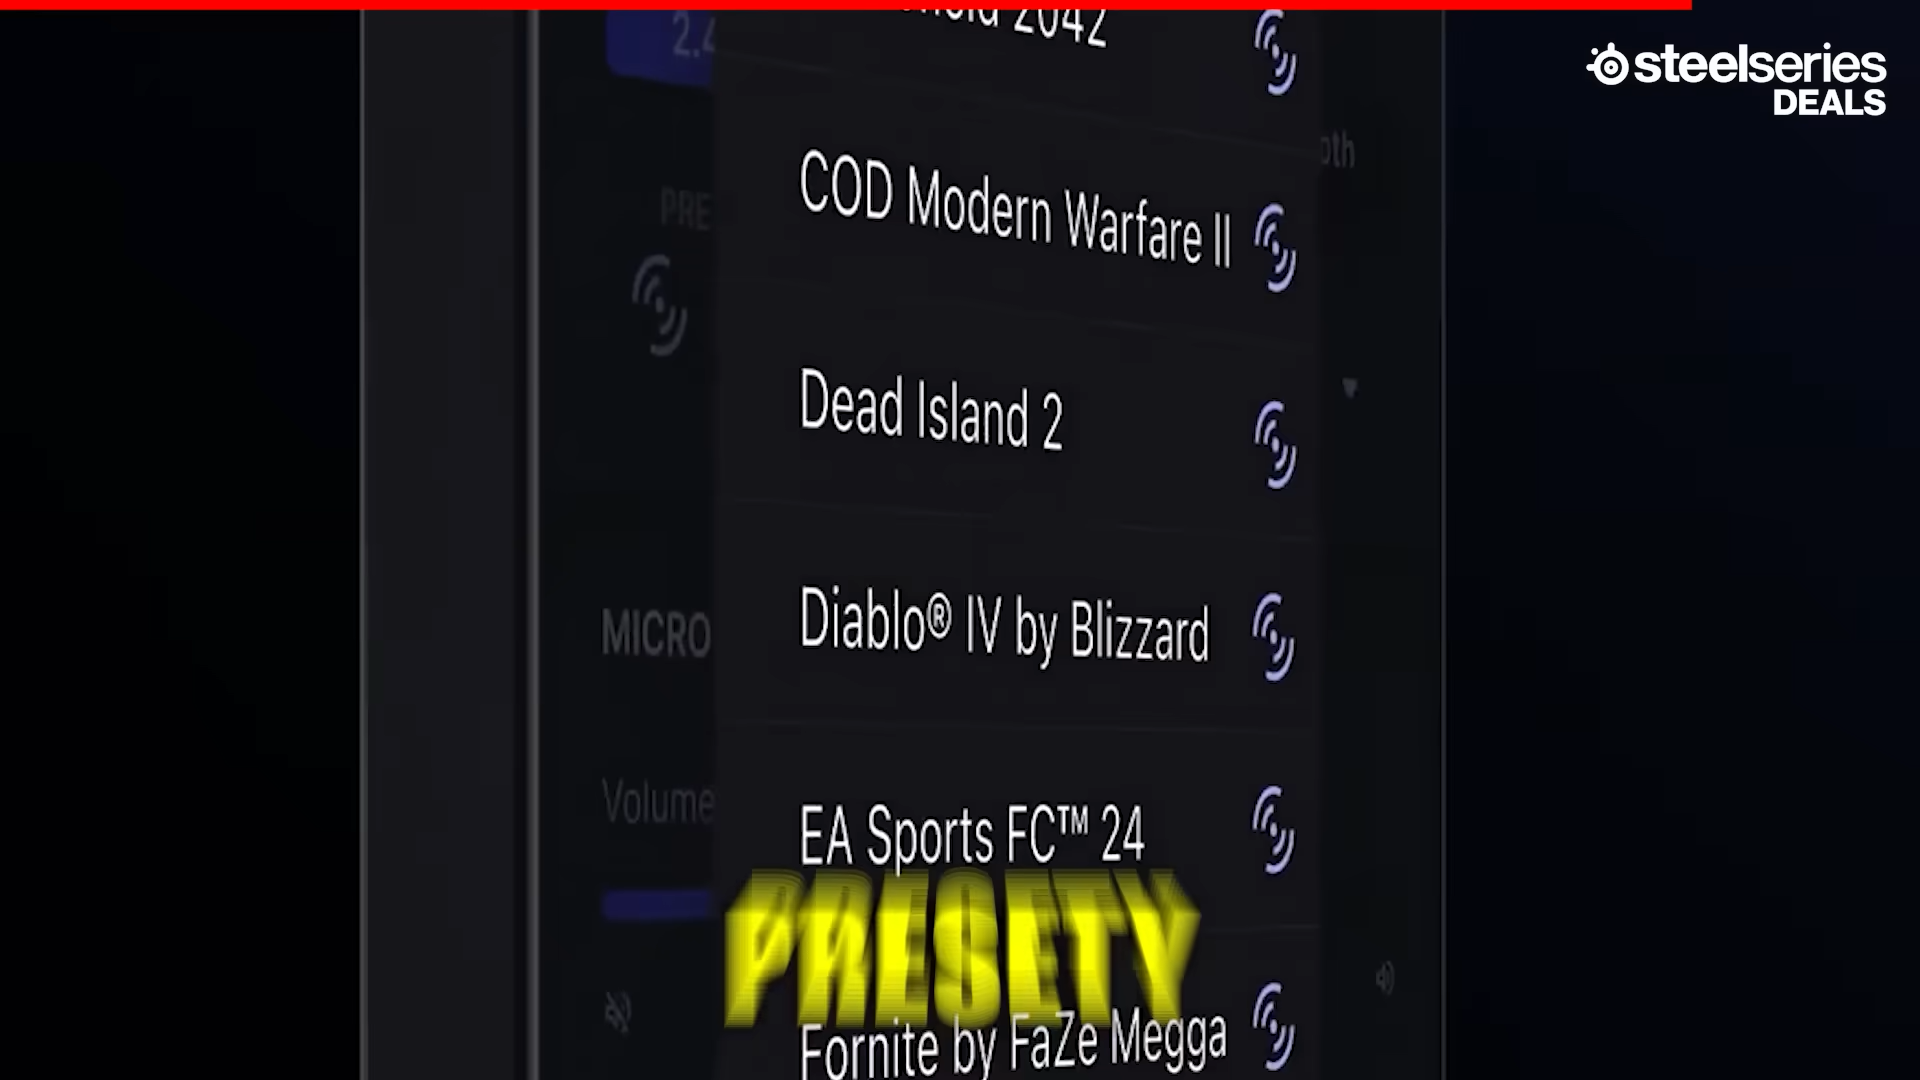 2042
steelseries
DEALS
COD Modern Warfare II
Dead Island 2
Diablo® IV by Blizzard
MICRO
Volume
EA Sports FC™ 24
PRESETY
Fornite by FaZe Megga